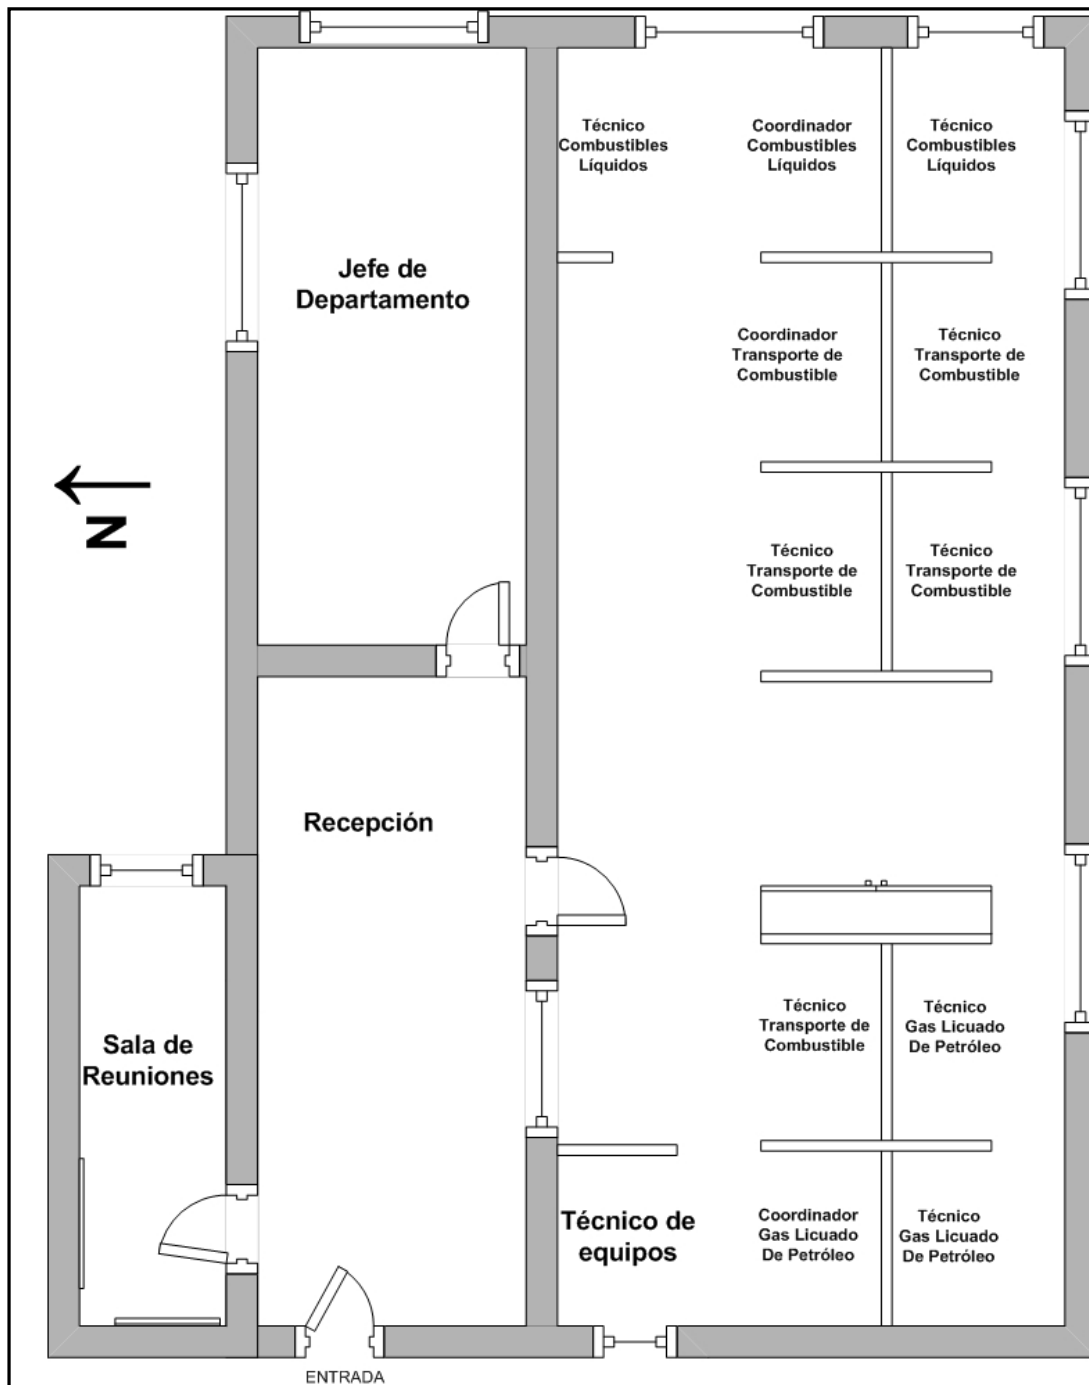 Técnico
Combustibles
Líquidos
Coordinador
Combustibles
Líquidos
Técnico
Combustibles
Líquidos
Jefe de
Departamento
Coordinador
Transporte de
Combustible
Técnico
Transporte de
Combustible
N
Técnico
Transporte de
Combustible
Técnico
Transporte de
Combustible
Recepción
Sala de
Reuniones
Técnico
Transporte de
Combustible
Técnico
Gas Licuado
De Petróleo
Técnico de
equipos
Coordinador
Gas Licuado
De Petróleo
Técnico
Gas Licuado
De Petróleo
ENTRADA